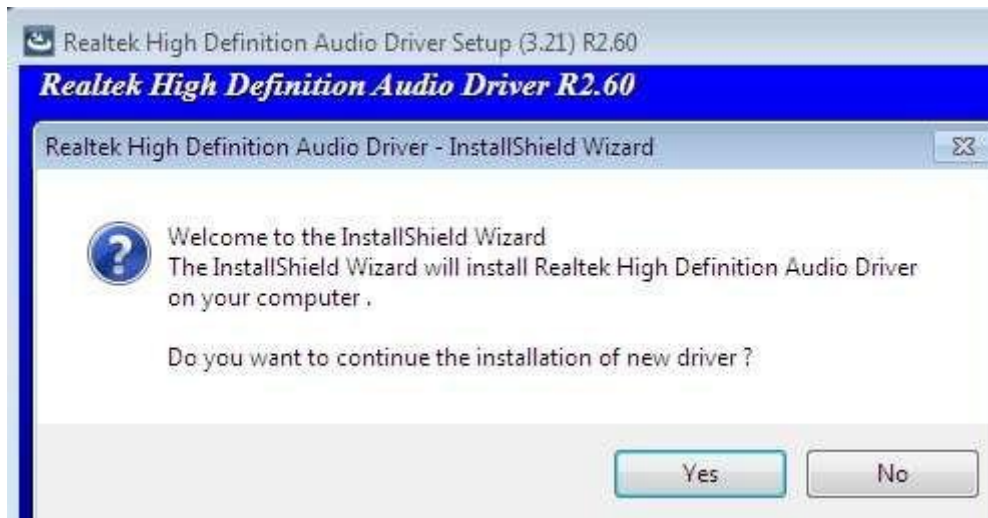 Realtek High Definition Audio Driver Setup (3.21) R2.60
Realtek High Definition Audio Driver R2.60
Realtek High Definition Audio Driver - InstallShield Wizard
Welcome to the InstallShield Wizard
The InstallShield Wizard will install Realtek High Definition Audio Driver
on your computer .
Do you want to continue the installation of new driver ?
Yes No